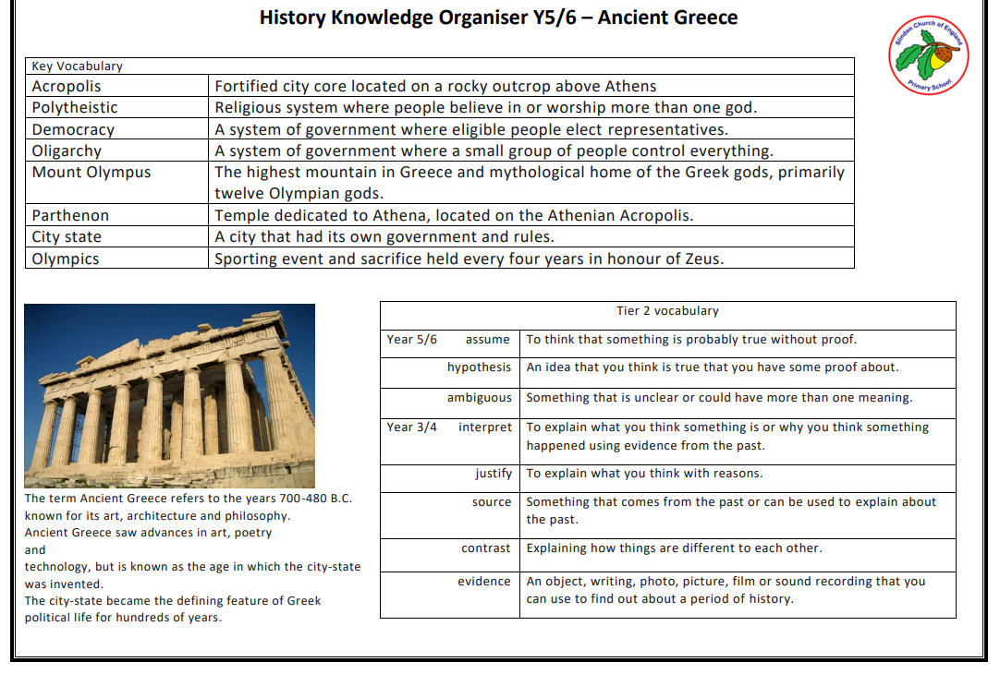 History Knowledge Organiser Y5/6 – Ancient Greece
Slindon Church of England
Primary School
Key Vocabulary
Acropolis Fortified city core located on a rocky outcrop above Athens
Polytheistic Religious system where people believe in or worship more than one god.
Democracy A system of government where eligible people elect representatives.
Oligarchy A system of government where a small group of people control everything.
Mount Olympus The highest mountain in Greece and mythological home of the Greek gods, primarily
twelve Olympian gods.
Parthenon Temple dedicated to Athena, located on the Athenian Acropolis.
City state A city that had its own government and rules.
Olympics Sporting event and sacrifice held every four years in honour of Zeus.
The term Ancient Greece refers to the years 700-480 B.C.
known for its art, architecture and philosophy.
Ancient Greece saw advances in art, poetry
and
technology, but is known as the age in which the city-state
was invented.
The city-state became the defining feature of Greek
political life for hundreds of years.
Tier 2 vocabulary
Year 5/6 assume To think that something is probably true without proof.
hypothesis An idea that you think is true that you have some proof about.
ambiguous Something that is unclear or could have more than one meaning.
Year 3/4 interpret To explain what you think something is or why you think something
happened using evidence from the past.
justify To explain what you think with reasons.
source Something that comes from the past or can be used to explain about
the past.
contrast Explaining how things are different to each other.
evidence An object, writing, photo, picture, film or sound recording that you
can use to find out about a period of history.